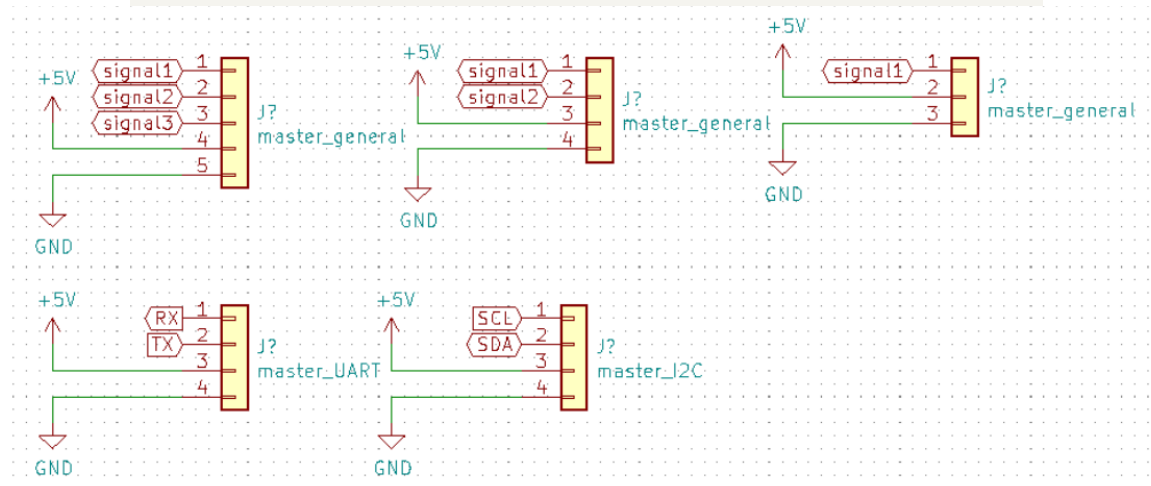 +5V
signal1
signal2
signal3
1
2
3
4
5
J?
master_general
GND
+5V
signal1
signal2
1
2
3
4
J?
master_general
GND
+5V
signal1
1
2
3
J?
master_general
GND
+5V
RX
TX
1
2
3
4
J?
master_UART
GND
+5V
SCL
SDA
1
2
3
4
J?
master_I2C
GND